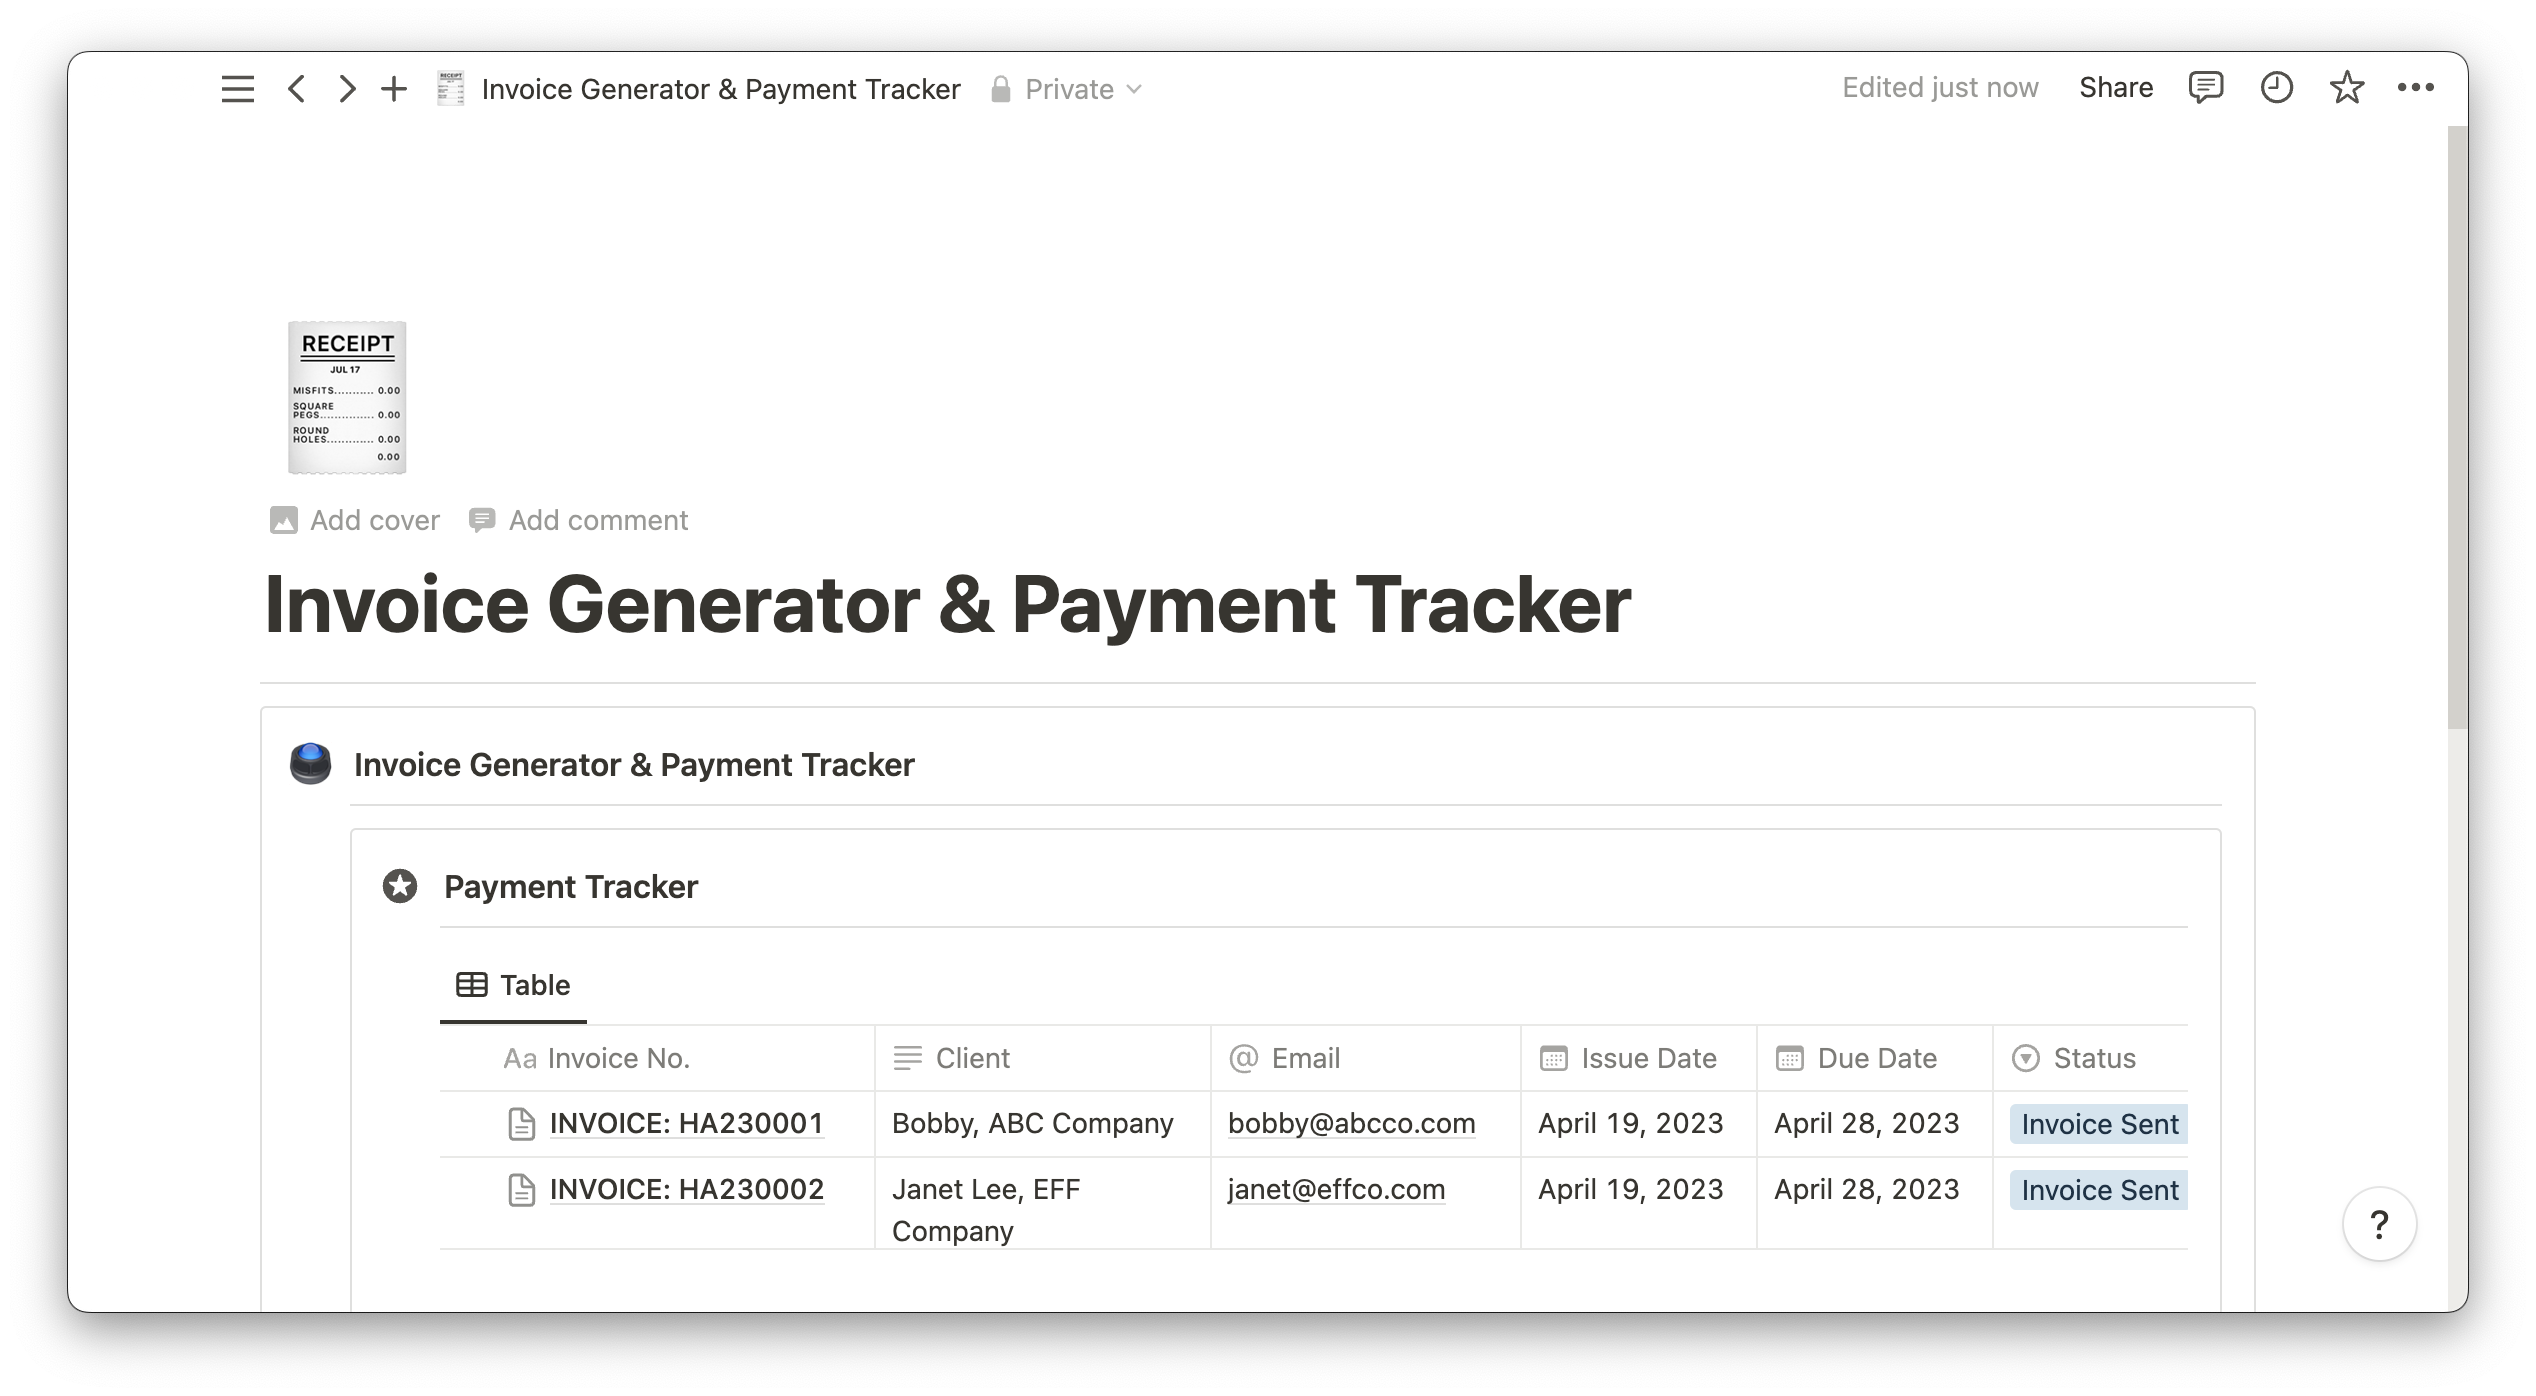 Invoice Generator & Payment Tracker Private Edited just now Share
RECEIPT
JUL 17
MISFITS........... 0.00
SQUARE
PEGS............... 0.00
ROUND
HOLES............. 0.00
0.00
Add cover Add comment
Invoice Generator & Payment Tracker
Invoice Generator & Payment Tracker
Payment Tracker
Table
Aa Invoice No. Client @ Email Issue Date Due Date Status
INVOICE: HA230001 Bobby, ABC Company bobby@abcco.com April 19, 2023 April 28, 2023 Invoice Sent
INVOICE: HA230002 Janet Lee, EFF janet@effco.com April 19, 2023 April 28, 2023 Invoice Sent
Company
?